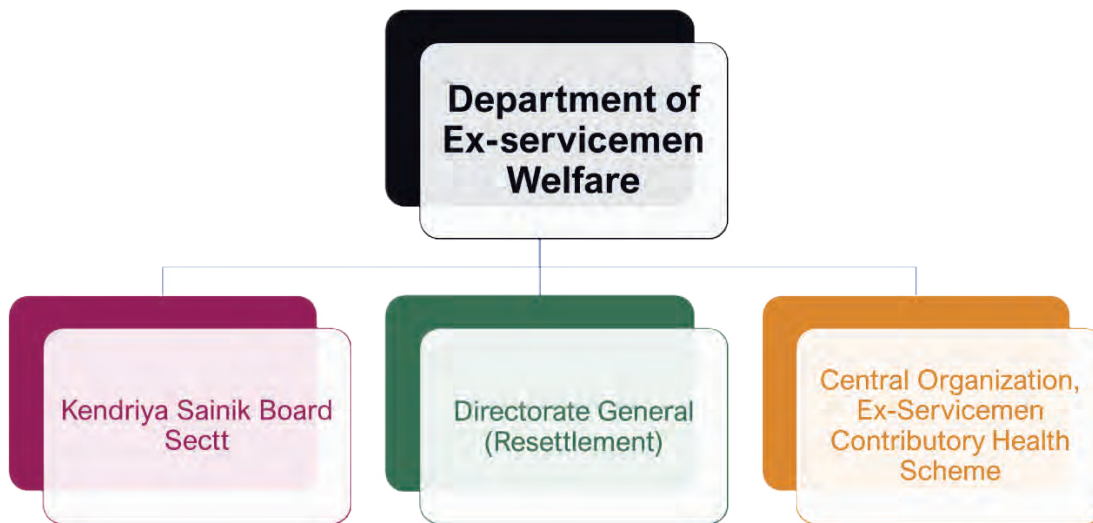 Department of
Ex-servicemen
Welfare
Kendriya Sainik Board
Sectt
Directorate General
(Resettlement)
Central Organization,
Ex-Servicemen
Contributory Health
Scheme